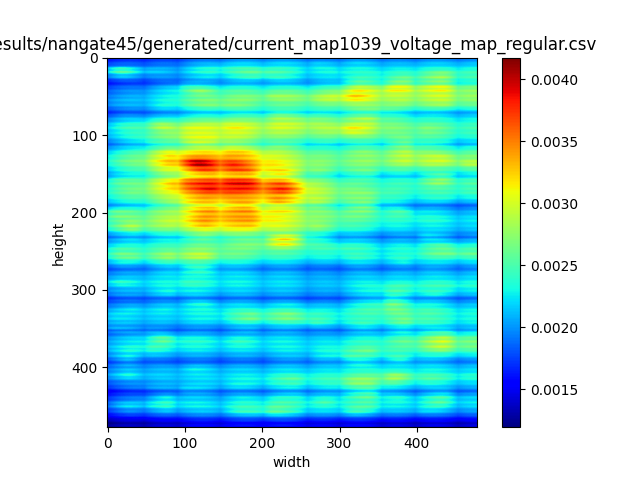 esults/nangate45/generated/current_map1039_voltage_map_regular.csv
0
100
200
300
400
height
0 100 200 300 400
width
0.0040
0.0035
0.0030
0.0025
0.0020
0.0015